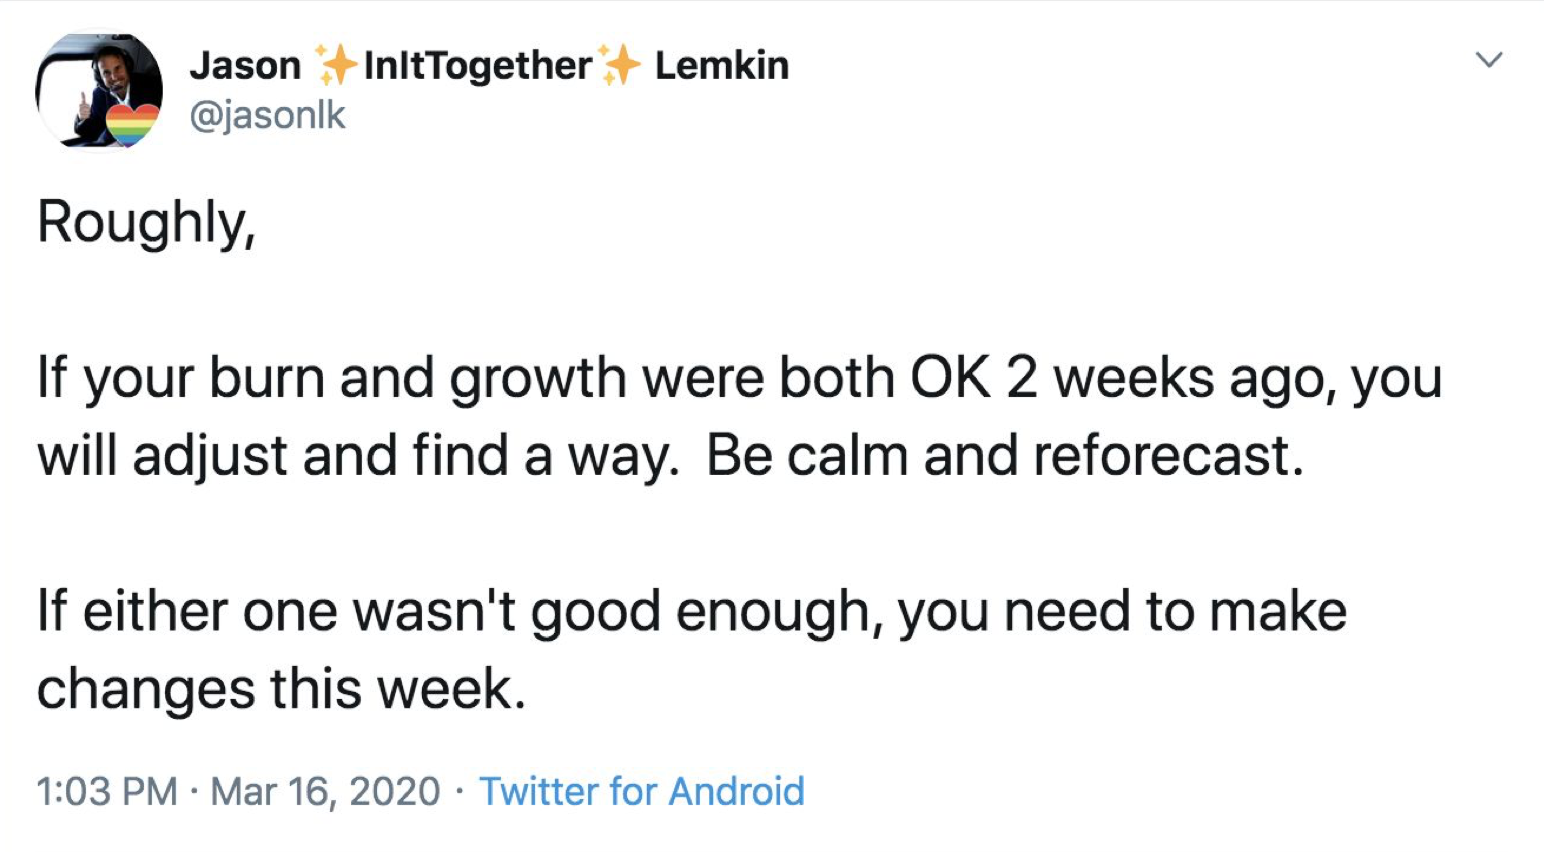 Jason ✨InItTogether✨ Lemkin
@jasonlk
Roughly,
If your burn and growth were both OK 2 weeks ago, you
will adjust and find a way.  Be calm and reforecast.
If either one wasn't good enough, you need to make
changes this week.
1:03 PM · Mar 16, 2020 · Twitter for Android